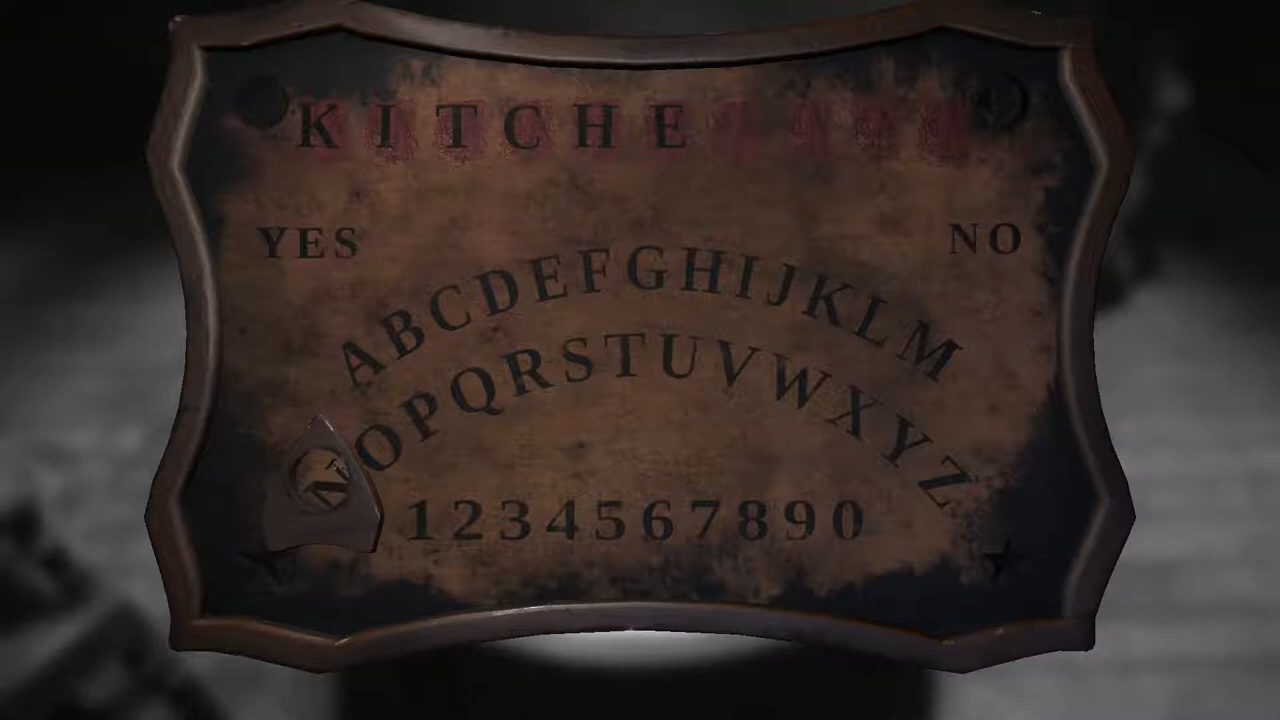 KITCHE
YES NO
ABCDEFGHIJKLM
NOPQRSTUVWXYZ
1234567890